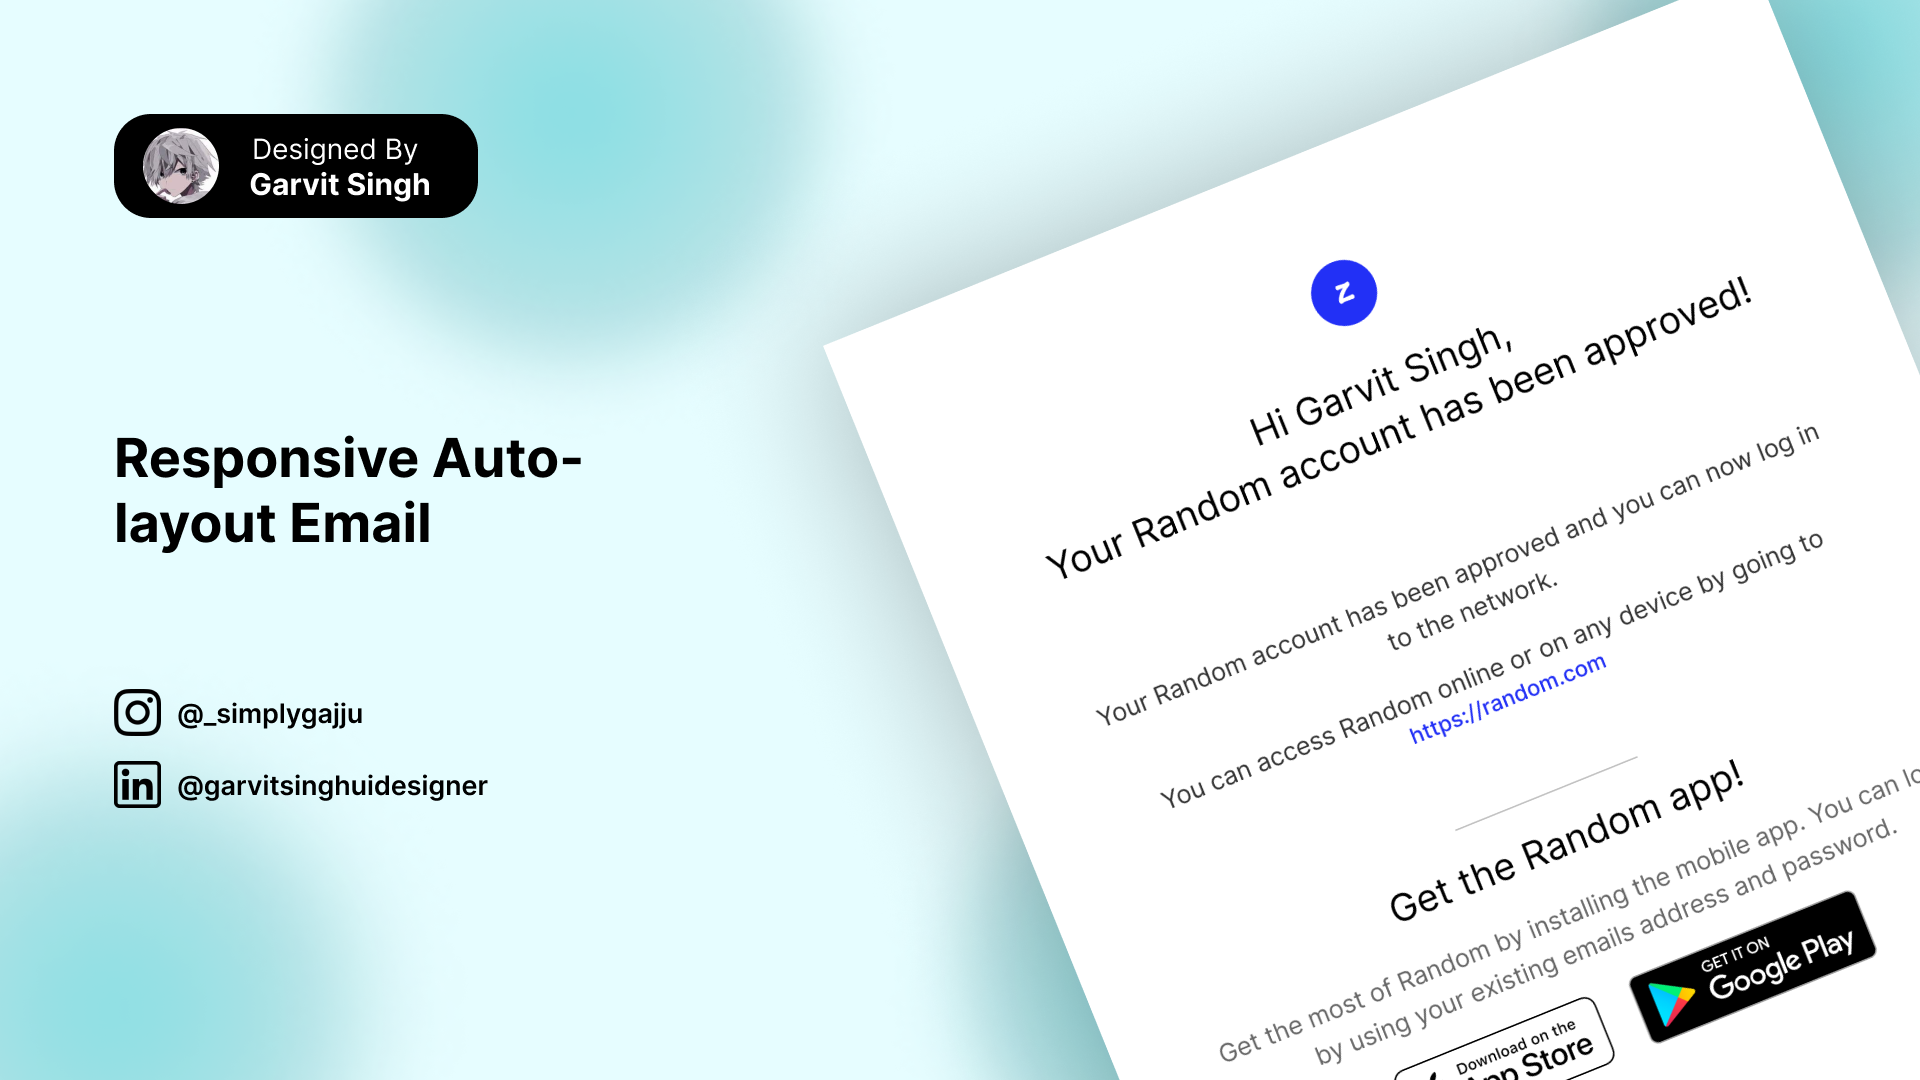 Designed By
Garvit Singh
Responsive Auto-
layout Email
@_simplygajju
@garvitsinghuidesigner
z
Hi Garvit Singh,
Your Random account has been approved!
Your Random account has been approved and you can now log in
to the network.
You can access Random online or on any device by going to
https://random.com
Get the Random app!
Get the most of Random by installing the mobile app. You can
by using your existing emails address and password.
GET IT ON
Google Play
Download on the
Store